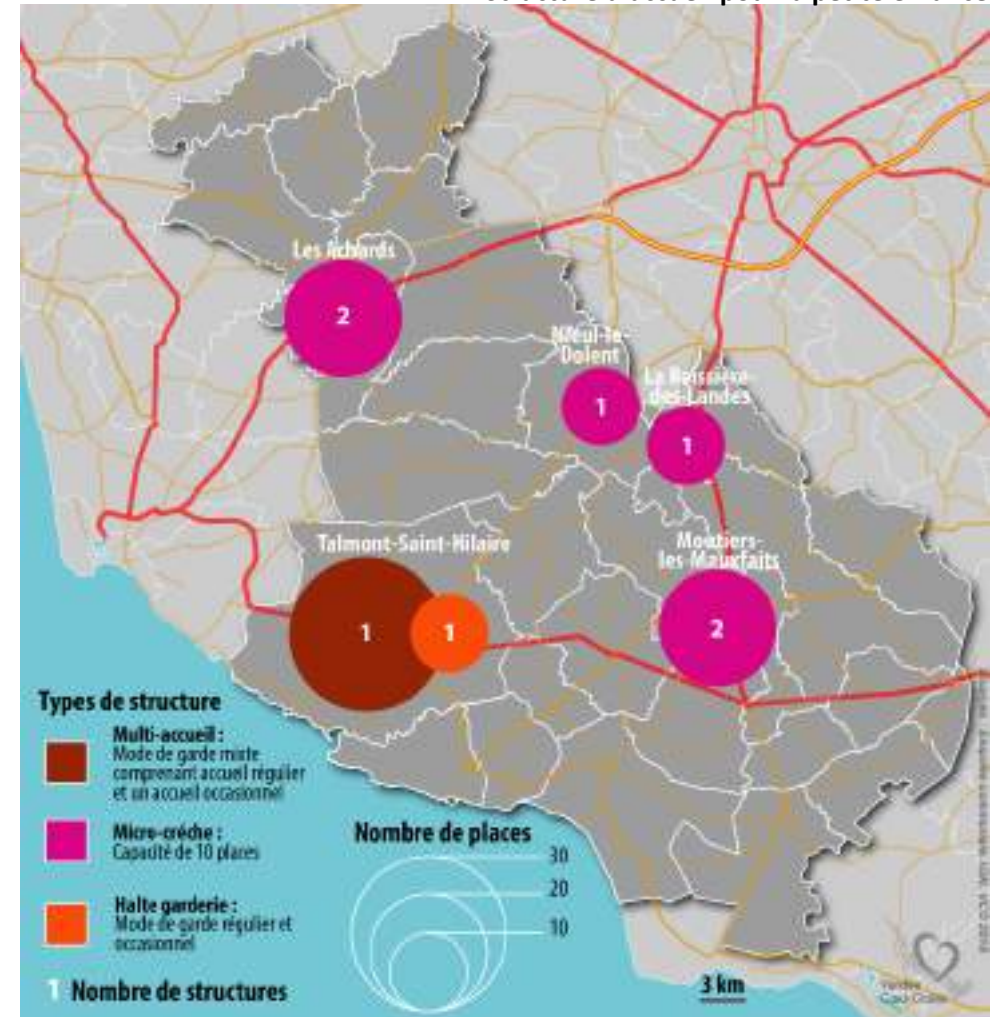 Les Achards
2
Nieul-le-
Dolent
1
La Boissière-
des-Landes
1
Talmont-Saint-Hilaire
1
1
Moutiers-
les-Mauxfaits
2
Types de structure
Multi-accueil :
Mode de garde mixte
comprenant accueil régulier
et un accueil occasionnel
Micro-crèche :
Capacité de 10 places
Halte garderie :
Mode de garde régulier et
occasionnel
1 Nombre de structures
Nombre de places
30
20
10
3 km